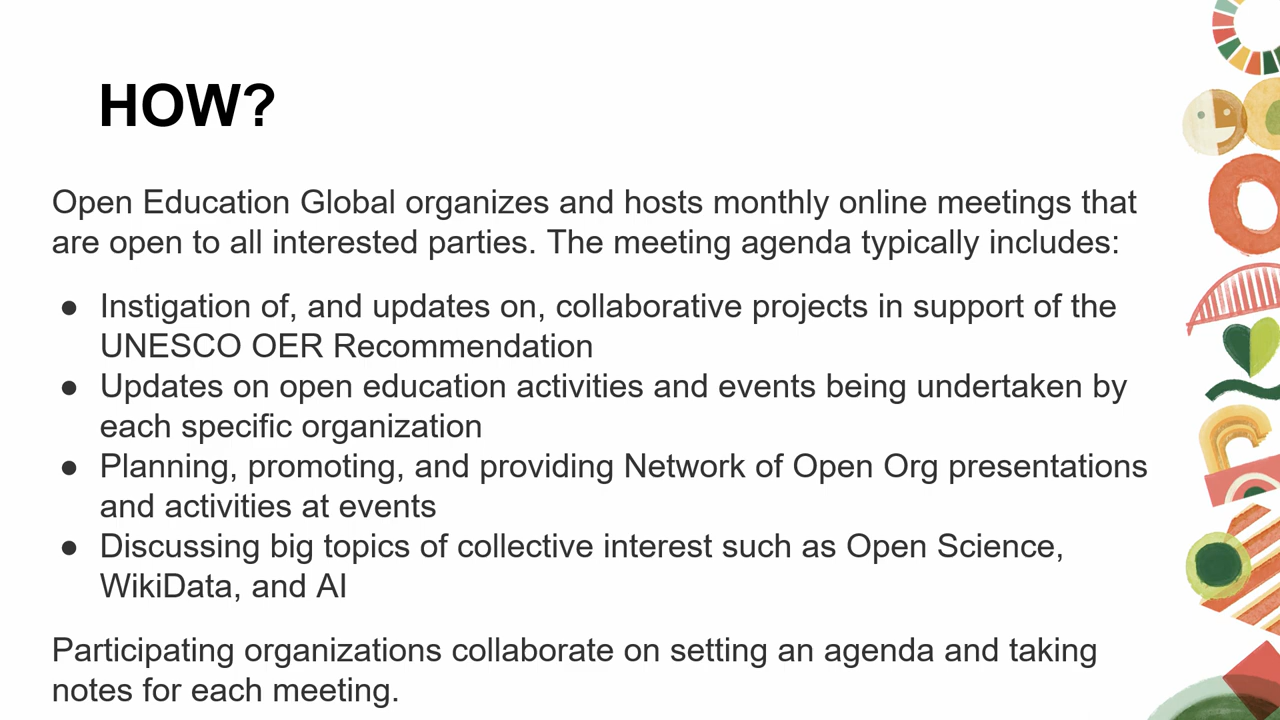 HOW?
Open Education Global organizes and hosts monthly online meetings that
are open to all interested parties. The meeting agenda typically includes:
● Instigation of, and updates on, collaborative projects in support of the
UNESCO OER Recommendation
● Updates on open education activities and events being undertaken by
each specific organization
● Planning, promoting, and providing Network of Open Org presentations
and activities at events
● Discussing big topics of collective interest such as Open Science,
WikiData, and AI
Participating organizations collaborate on setting an agenda and taking
notes for each meeting.